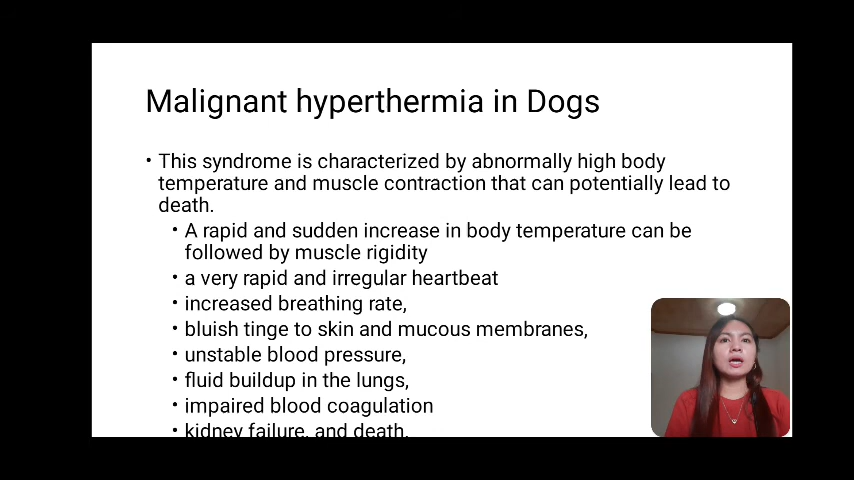 Malignant hyperthermia in Dogs
• This syndrome is characterized by abnormally high body
temperature and muscle contraction that can potentially lead to
death.
• A rapid and sudden increase in body temperature can be
followed by muscle rigidity
• a very rapid and irregular heartbeat
• increased breathing rate,
• bluish tinge to skin and mucous membranes,
• unstable blood pressure,
• fluid buildup in the lungs,
• impaired blood coagulation
• kidney failure, and death.